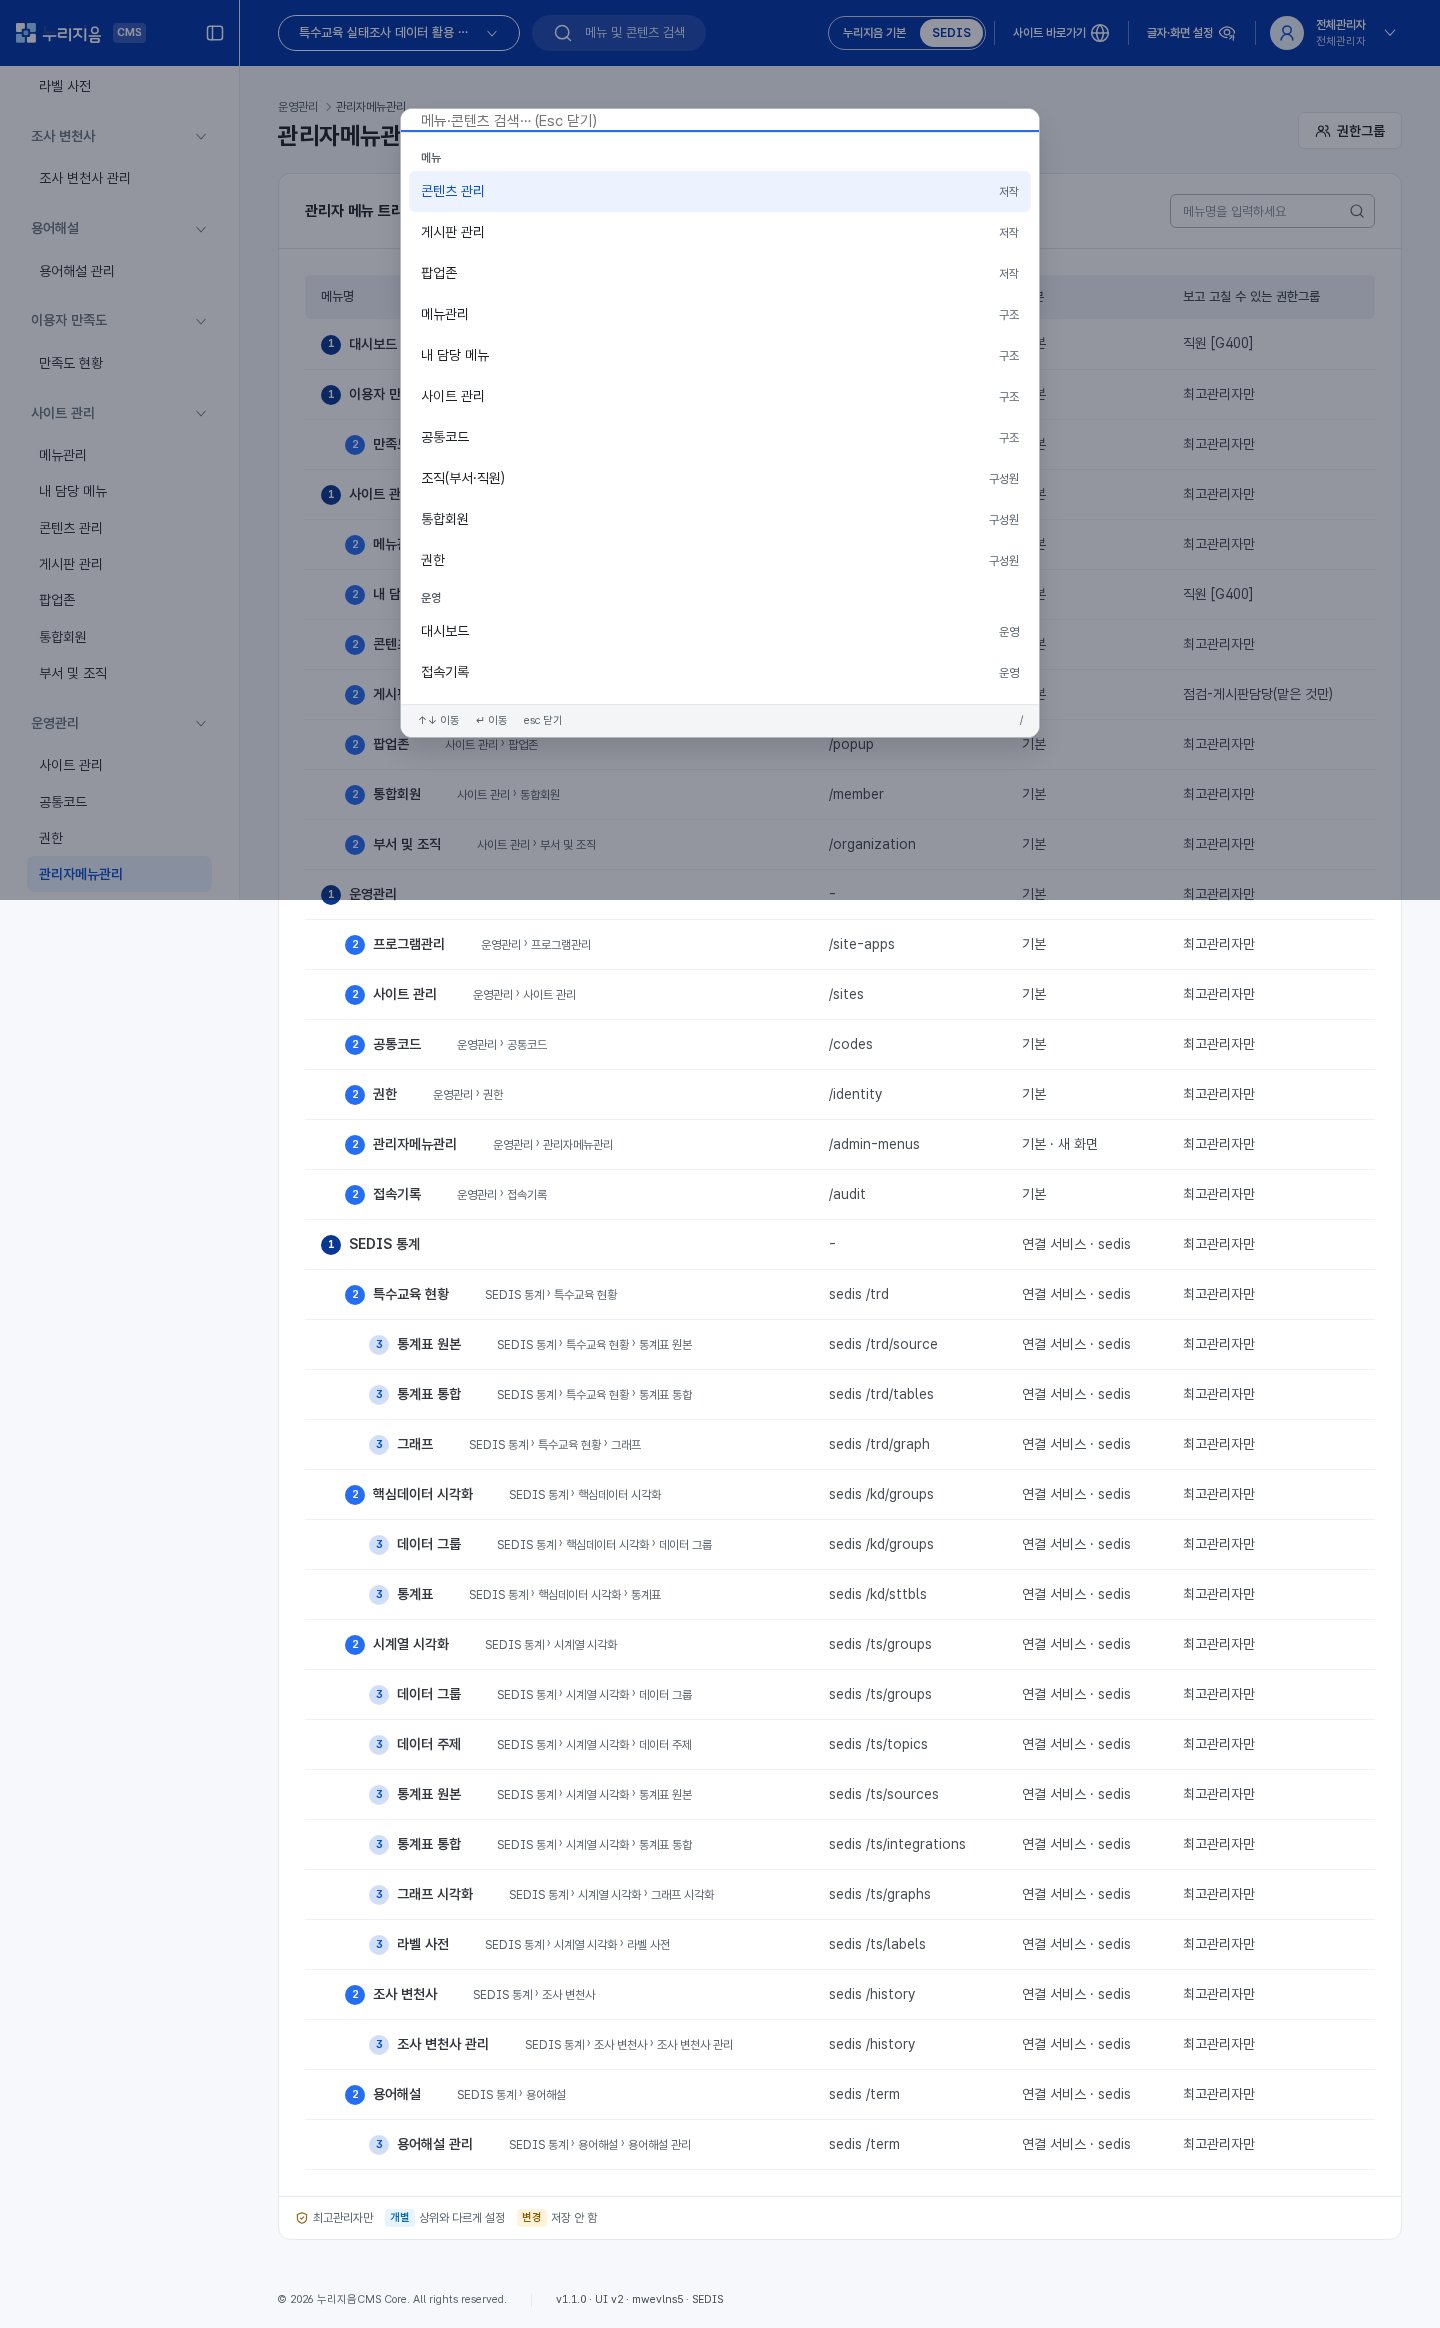 누리지음 CMS
특수교육 실태조사 데이터 활용 ···
메뉴 및 콘텐츠 검색
누리지음 기본
SEDIS
사이트 바로가기
글자·화면 설정
전체관리자
전체관리자
라벨 사전
조사 변천사
조사 변천사 관리
용어해설
용어해설 관리
이용자 만족도
만족도 현황
사이트 관리
메뉴관리
내 담당 메뉴
콘텐츠 관리
게시판 관리
팝업존
통합회원
부서 및 조직
운영관리
사이트 관리
공통코드
권한
관리자메뉴관리
운영관리 > 관리자메뉴관리
관리자메뉴관
권한그룹
관리자 메뉴 트리
메뉴명을 입력하세요
메뉴·콘텐츠 검색··· (Esc 닫기)
메뉴
콘텐츠 관리 저작
게시판 관리 저작
팝업존 저작
메뉴관리 구조
내 담당 메뉴 구조
사이트 관리 구조
공통코드 구조
조직(부서·직원) 구성원
통합회원 구성원
권한 구성원
운영
대시보드 운영
접속기록 운영
↑↓ 이동 ↵ 이동 esc 닫기 /
메뉴명 보고 고칠 수 있는 권한그룹
1 대시보드 직원 [G400]
1 이용자 만 최고관리자만
2 만족도 최고관리자만
1 사이트 관 최고관리자만
2 메뉴관 최고관리자만
2 내 담 직원 [G400]
2 콘텐츠 최고관리자만
2 게시판 점검-게시판담당(맡은 것만)
2 팝업존 사이트 관리 › 팝업존 /popup 기본 최고관리자만
2 통합회원 사이트 관리 › 통합회원 /member 기본 최고관리자만
2 부서 및 조직 사이트 관리 › 부서 및 조직 /organization 기본 최고관리자만
1 운영관리 - 기본 최고관리자만
2 프로그램관리 운영관리 › 프로그램관리 /site-apps 기본 최고관리자만
2 사이트 관리 운영관리 › 사이트 관리 /sites 기본 최고관리자만
2 공통코드 운영관리 › 공통코드 /codes 기본 최고관리자만
2 권한 운영관리 › 권한 /identity 기본 최고관리자만
2 관리자메뉴관리 운영관리 › 관리자메뉴관리 /admin-menus 기본 · 새 화면 최고관리자만
2 접속기록 운영관리 › 접속기록 /audit 기본 최고관리자만
1 SEDIS 통계 - 연결 서비스 · sedis 최고관리자만
2 특수교육 현황 SEDIS 통계 › 특수교육 현황 sedis /trd 연결 서비스 · sedis 최고관리자만
3 통계표 원본 SEDIS 통계 › 특수교육 현황 › 통계표 원본 sedis /trd/source 연결 서비스 · sedis 최고관리자만
3 통계표 통합 SEDIS 통계 › 특수교육 현황 › 통계표 통합 sedis /trd/tables 연결 서비스 · sedis 최고관리자만
3 그래프 SEDIS 통계 › 특수교육 현황 › 그래프 sedis /trd/graph 연결 서비스 · sedis 최고관리자만
2 핵심데이터 시각화 SEDIS 통계 › 핵심데이터 시각화 sedis /kd/groups 연결 서비스 · sedis 최고관리자만
3 데이터 그룹 SEDIS 통계 › 핵심데이터 시각화 › 데이터 그룹 sedis /kd/groups 연결 서비스 · sedis 최고관리자만
3 통계표 SEDIS 통계 › 핵심데이터 시각화 › 통계표 sedis /kd/sttbls 연결 서비스 · sedis 최고관리자만
2 시계열 시각화 SEDIS 통계 › 시계열 시각화 sedis /ts/groups 연결 서비스 · sedis 최고관리자만
3 데이터 그룹 SEDIS 통계 › 시계열 시각화 › 데이터 그룹 sedis /ts/groups 연결 서비스 · sedis 최고관리자만
3 데이터 주제 SEDIS 통계 › 시계열 시각화 › 데이터 주제 sedis /ts/topics 연결 서비스 · sedis 최고관리자만
3 통계표 원본 SEDIS 통계 › 시계열 시각화 › 통계표 원본 sedis /ts/sources 연결 서비스 · sedis 최고관리자만
3 통계표 통합 SEDIS 통계 › 시계열 시각화 › 통계표 통합 sedis /ts/integrations 연결 서비스 · sedis 최고관리자만
3 그래프 시각화 SEDIS 통계 › 시계열 시각화 › 그래프 시각화 sedis /ts/graphs 연결 서비스 · sedis 최고관리자만
3 라벨 사전 SEDIS 통계 › 시계열 시각화 › 라벨 사전 sedis /ts/labels 연결 서비스 · sedis 최고관리자만
2 조사 변천사 SEDIS 통계 › 조사 변천사 sedis /history 연결 서비스 · sedis 최고관리자만
3 조사 변천사 관리 SEDIS 통계 › 조사 변천사 › 조사 변천사 관리 sedis /history 연결 서비스 · sedis 최고관리자만
2 용어해설 SEDIS 통계 › 용어해설 sedis /term 연결 서비스 · sedis 최고관리자만
3 용어해설 관리 SEDIS 통계 › 용어해설 › 용어해설 관리 sedis /term 연결 서비스 · sedis 최고관리자만
최고관리자만 개별 상위와 다르게 설정 변경 저장 안 함
© 2026 누리지음CMS Core. All rights reserved. v1.1.0 · UI v2 · mwevlns5 · SEDIS